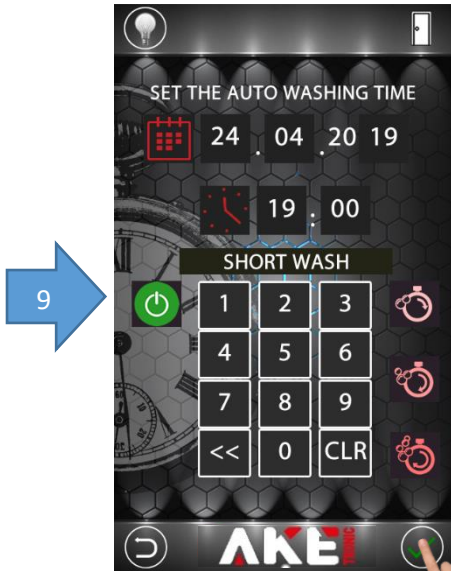 SET THE AUTO WASHING TIME
24 . 04 . 20 19
19 : 00
SHORT WASH
9
1 2 3
4 5 6
7 8 9
<< 0 CLR
AKE TRONIC